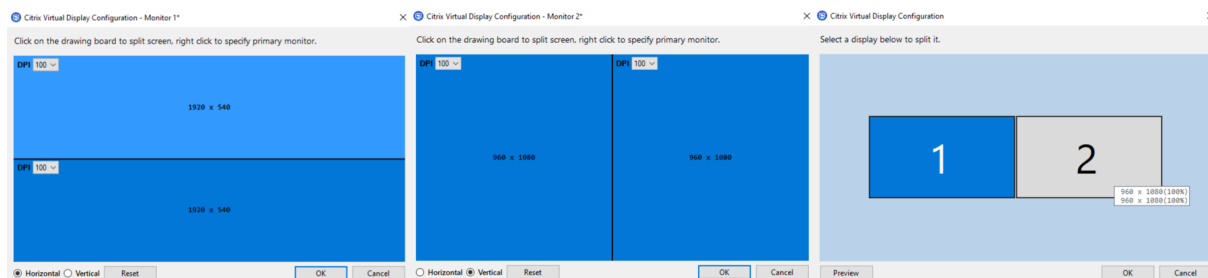 Citrix Virtual Display Configuration - Monitor 1*
Click on the drawing board to split screen, right click to specify primary monitor.
DPI 100
1920 x 540
DPI 100
1920 x 540
Horizontal Vertical Reset OK Cancel
Citrix Virtual Display Configuration - Monitor 2*
Click on the drawing board to split screen, right click to specify primary monitor.
DPI 100 DPI 100
960 x 1080 960 x 1080
Horizontal Vertical Reset OK Cancel
Citrix Virtual Display Configuration
Select a display below to split it.
1 2
960 x 1080(100%)
960 x 1080(100%)
Preview OK Cancel